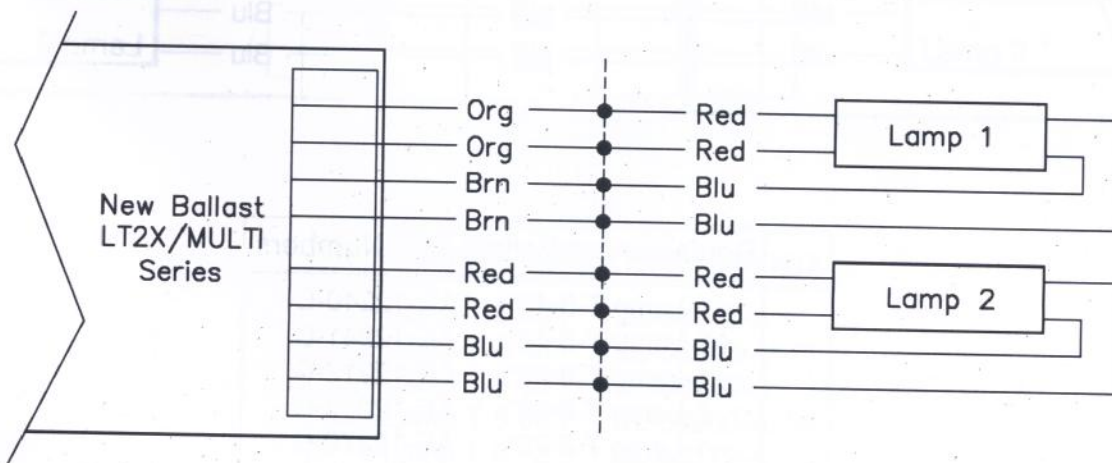 Org Red
Org Red Lamp 1
Brn Blu
New Ballast
LT2X/MULTI
Series
Brn Blu
Red Red
Red Red Lamp 2
Blu Blu
Blu Blu